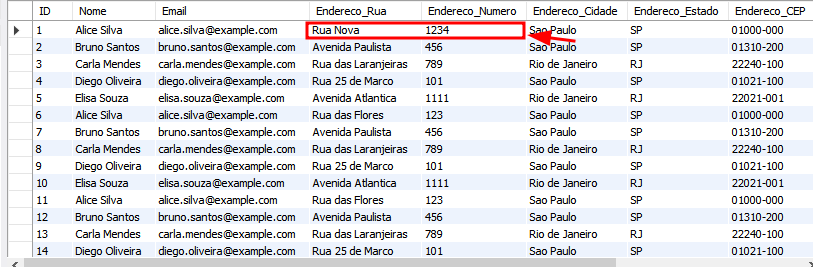 ID Nome Email Endereco_Rua Endereco_Numero Endereco_Cidade Endereco_Estado Endereco_CEP
1 Alice Silva alice.silva@example.com Rua Nova 1234 Sao Paulo SP 01000-000
2 Bruno Santos bruno.santos@example.com Avenida Paulista 456 Sao Paulo SP 01310-200
3 Carla Mendes carla.mendes@example.com Rua das Laranjeiras 789 Rio de Janeiro RJ 22240-100
4 Diego Oliveira diego.oliveira@example.com Rua 25 de Marco 101 Sao Paulo SP 01021-100
5 Elisa Souza elisa.souza@example.com Avenida Atlantica 1111 Rio de Janeiro RJ 22021-001
6 Alice Silva alice.silva@example.com Rua das Flores 123 Sao Paulo SP 01000-000
7 Bruno Santos bruno.santos@example.com Avenida Paulista 456 Sao Paulo SP 01310-200
8 Carla Mendes carla.mendes@example.com Rua das Laranjeiras 789 Rio de Janeiro RJ 22240-100
9 Diego Oliveira diego.oliveira@example.com Rua 25 de Marco 101 Sao Paulo SP 01021-100
10 Elisa Souza elisa.souza@example.com Avenida Atlantica 1111 Rio de Janeiro RJ 22021-001
11 Alice Silva alice.silva@example.com Rua das Flores 123 Sao Paulo SP 01000-000
12 Bruno Santos bruno.santos@example.com Avenida Paulista 456 Sao Paulo SP 01310-200
13 Carla Mendes carla.mendes@example.com Rua das Laranjeiras 789 Rio de Janeiro RJ 22240-100
14 Diego Oliveira diego.oliveira@example.com Rua 25 de Marco 101 Sao Paulo SP 01021-100